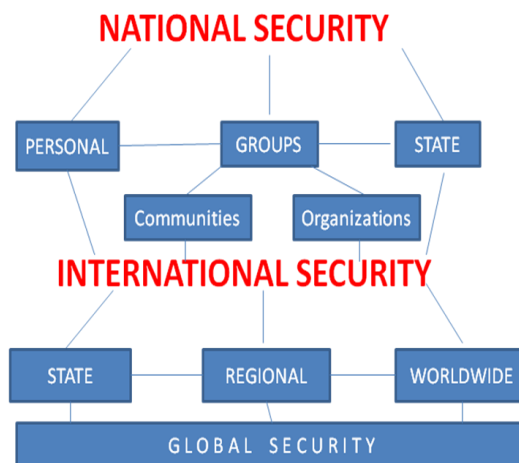 NATIONAL SECURITY
PERSONAL GROUPS STATE
Communities Organizations
INTERNATIONAL SECURITY
STATE REGIONAL WORLDWIDE
GLOBAL SECURITY